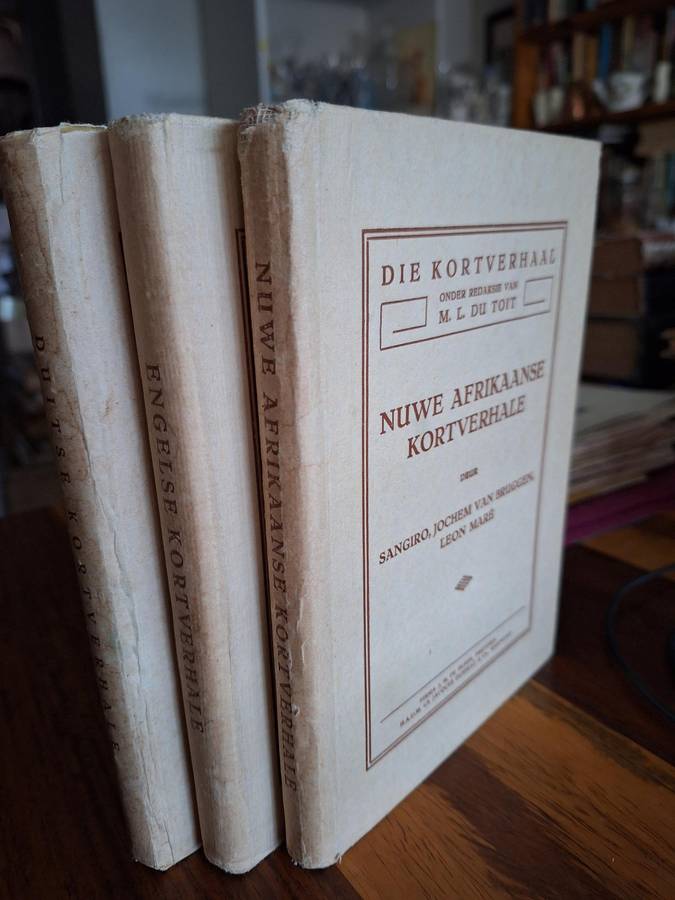 DUITSE KORTVERHALE
ENGELSE KORTVERHALE
NUWE AFRIKAANSE KORTVERHALE
DIE KORTVERHAAL
ONDER REDAKSIE VAN
M. L. DU TOIT
NUWE AFRIKAANSE
KORTVERHALE
DEUR
SANGIRO, JOCHEM VAN BRUGGEN,
LEON MARÉ